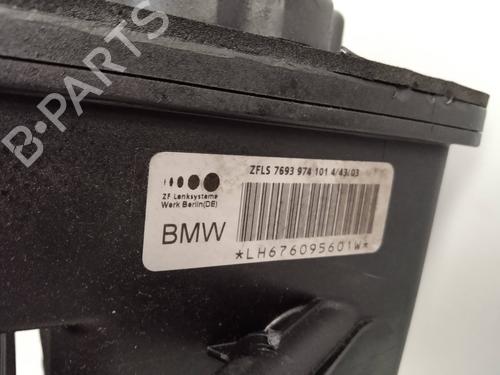 B-PARTS
ZFLS 7693 974 101 4/43/03
ZF Lenksysteme
Werk Berlin(DE)
BMW
*LH676095601W*